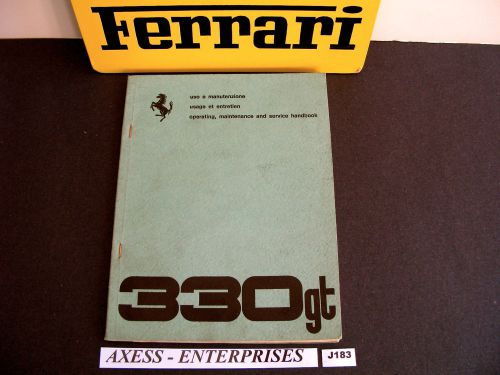 Ferrari
uso e manutenzione
usage et entretien
operating, maintenance and service handbook
330gt
AXESS - ENTERPRISES
J183